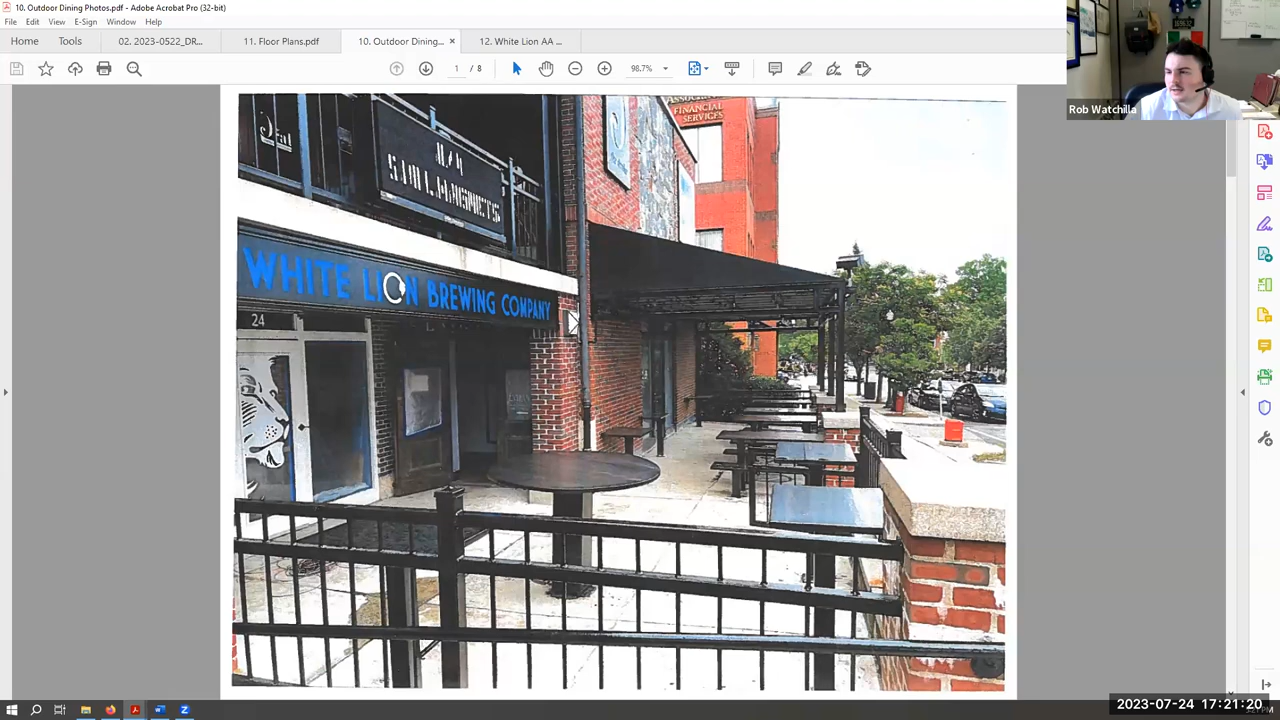 10. Outdoor Dining Photos.pdf - Adobe Acrobat Pro (32-bit)
File Edit View E-Sign Window Help
Home Tools 02. 2023-0522_DR... 11. Floor Plans.pdf 10. Outdoor Dining... × 12. White Lion AA ...
1 98.7%
Rob Watchilla
FINANCIAL
SERVICES
WHITE LION BREWING COMPANY
24
2023-07-24 17:21:20